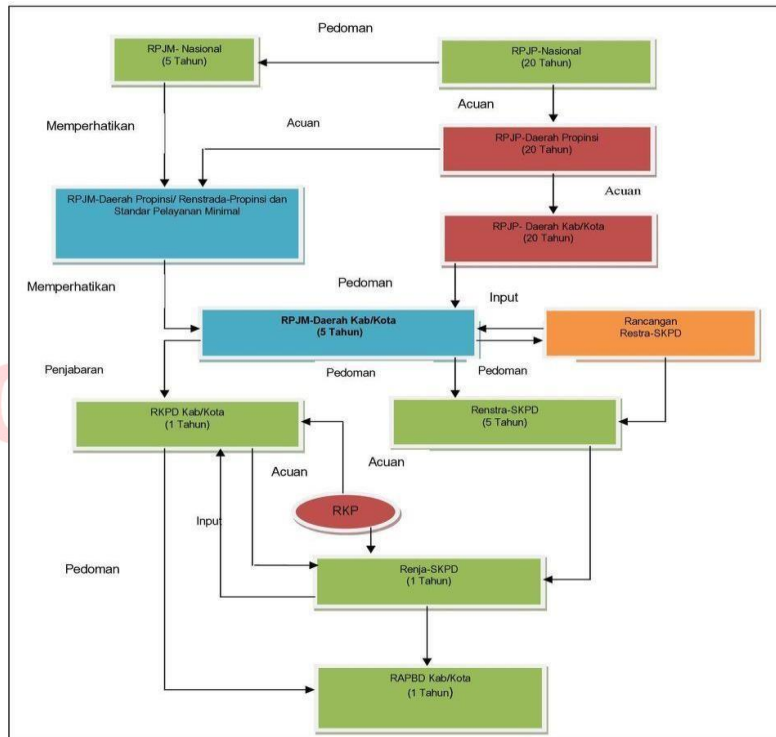 Pedoman
RPJM- Nasional
(5 Tahun)
RPJP-Nasional
(20 Tahun)
Acuan
Memperhatikan
Acuan
RPJP-Daerah Propinsi
(20 Tahun)
RPJM-Daerah Propinsi/ Renstrada-Propinsi dan
Standar Pelayanan Minimal
Acuan
RPJP- Daerah Kab/Kota
(20 Tahun)
Memperhatikan
Pedoman
Input
RPJM-Daerah Kab/Kota
(5 Tahun)
Rancangan
Restra-SKPD
Penjabaran
Pedoman
Pedoman
RKPD Kab/Kota
(1 Tahun)
Renstra-SKPD
(5 Tahun)
Acuan
Acuan
RKP
Input
Pedoman
Renja-SKPD
(1 Tahun)
RAPBD Kab/Kota
(1 Tahun)